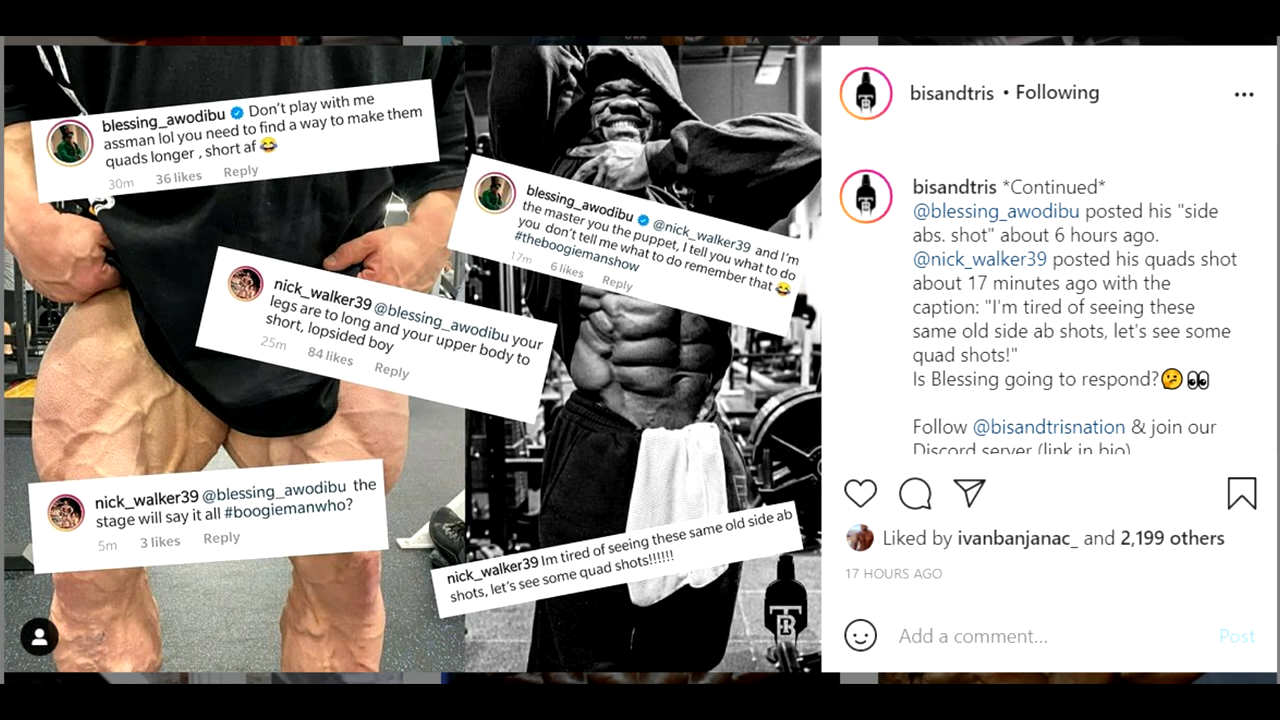 blessing_awodibu Don't play with me
assman lol you need to find a way to make them
quads longer , short af 😂
30m 36 likes Reply
blessing_awodibu @nick_walker39 and I'm
the master you the puppet, I tell you what to do
you don't tell me what to do remember that 😂
#theboogiemanshow
17m 6 likes Reply
nick_walker39 @blessing_awodibu your
legs are to long and your upper body to
short, lopsided boy
25m 84 likes Reply
nick_walker39 @blessing_awodibu the
stage will say it all #boogiemanwho?
5m 3 likes Reply
nick_walker39 Im tired of seeing these same old side ab
shots, let's see some quad shots!!!!!!
bisandtris • Following
bisandtris *Continued*
@blessing_awodibu posted his "side
abs. shot" about 6 hours ago.
@nick_walker39 posted his quads shot
about 17 minutes ago with the
caption: "I'm tired of seeing these
same old side ab shots, let's see some
quad shots!"
Is Blessing going to respond?🤔👀
Follow @bisandtrisnation & join our
Discord server (link in bio)
Liked by ivanbanjanac_ and 2,199 others
17 HOURS AGO
Add a comment... Post